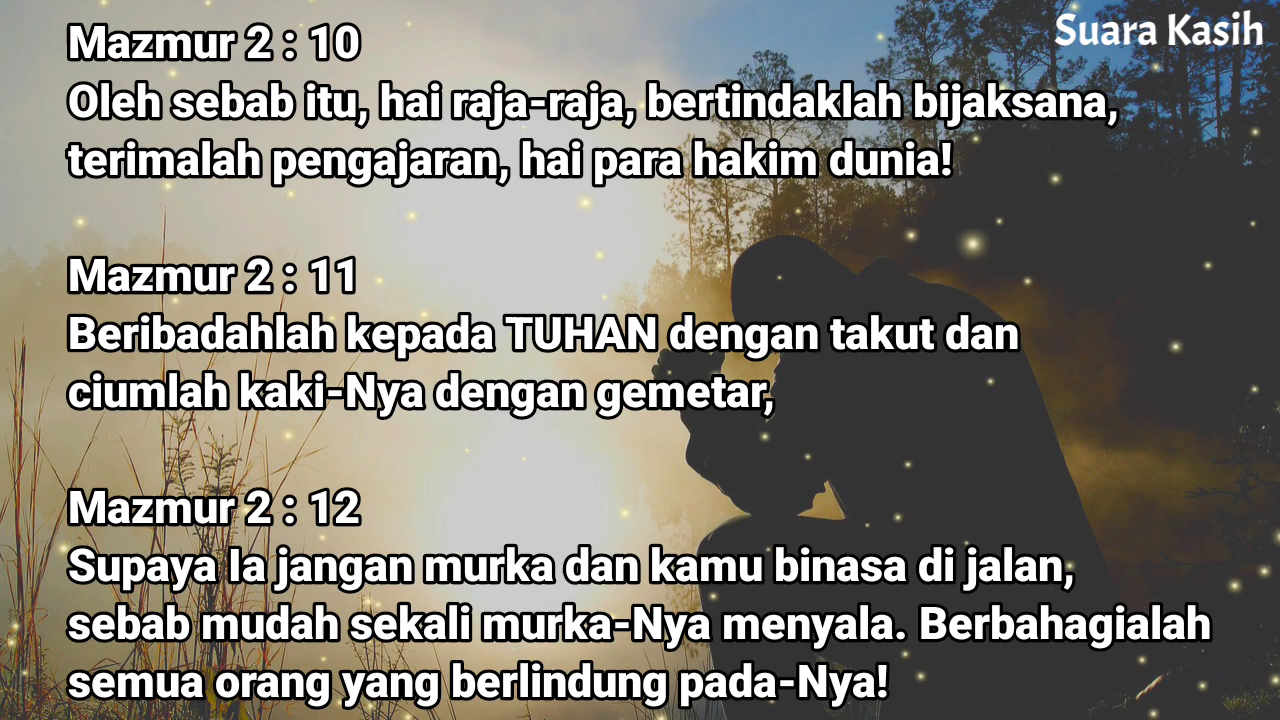 Suara Kasih
Mazmur 2 : 10
Oleh sebab itu, hai raja-raja, bertindaklah bijaksana,
terimalah pengajaran, hai para hakim dunia!
Mazmur 2 : 11
Beribadahlah kepada TUHAN dengan takut dan
ciumlah kaki-Nya dengan gemetar,
Mazmur 2 : 12
Supaya Ia jangan murka dan kamu binasa di jalan,
sebab mudah sekali murka-Nya menyala. Berbahagialah
semua orang yang berlindung pada-Nya!